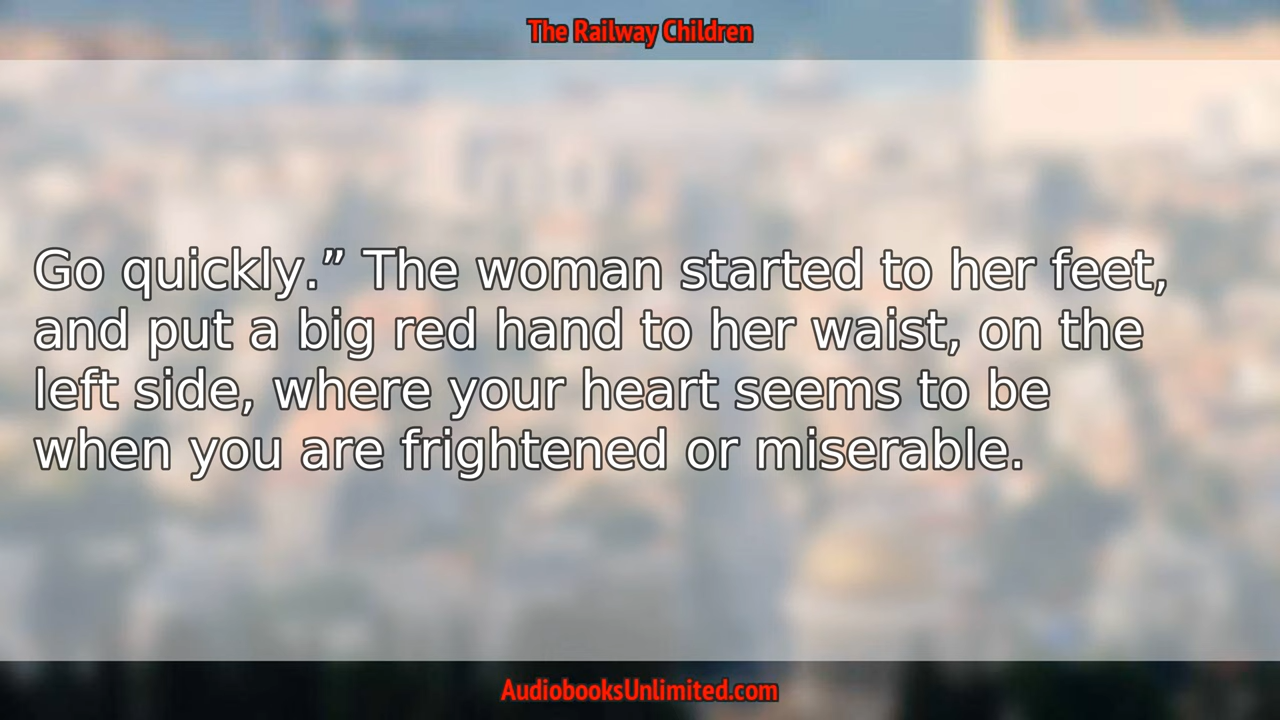 The Railway Children
Go quickly.” The woman started to her feet,
and put a big red hand to her waist, on the
left side, where your heart seems to be
when you are frightened or miserable.
AudiobooksUnlimited.com